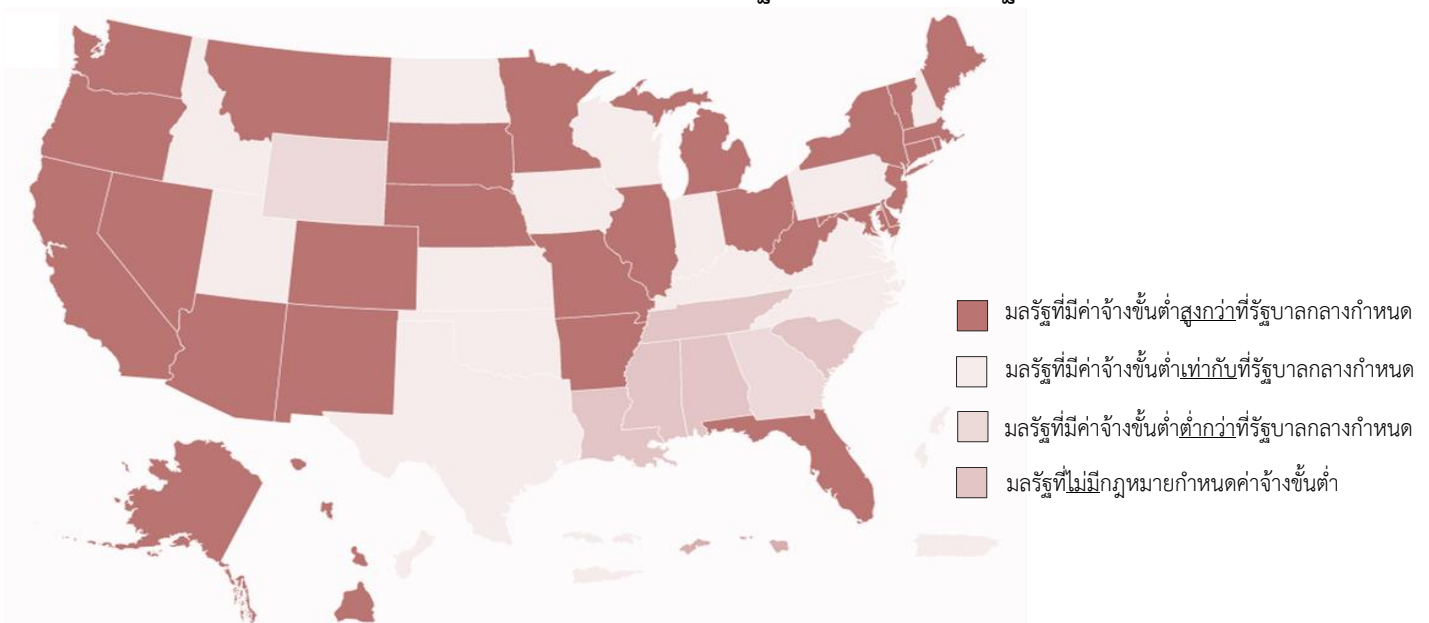 มลรัฐที่มีค่าจ้างขั้นต่ำสูงกว่าที่รัฐบาลกลางกำหนด
มลรัฐที่มีค่าจ้างขั้นต่ำเท่ากับที่รัฐบาลกลางกำหนด
มลรัฐที่มีค่าจ้างขั้นต่ำต่ำกว่าที่รัฐบาลกลางกำหนด
มลรัฐที่ไม่มีกฎหมายกำหนดค่าจ้างขั้นต่ำ